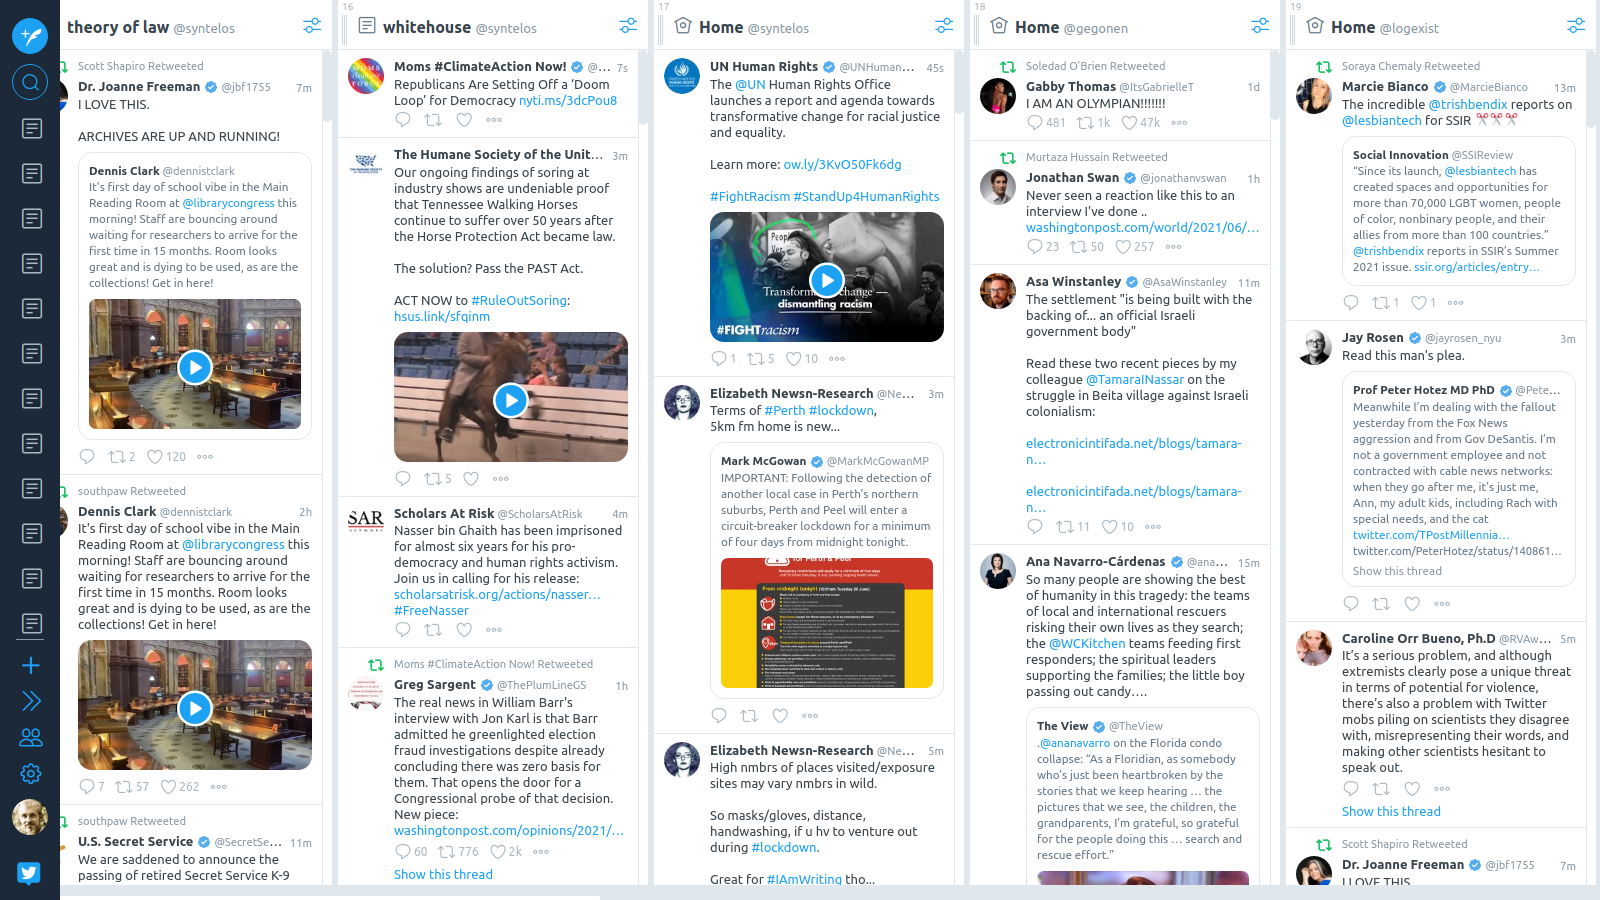 theory of law @syntelos
Scott Shapiro Retweeted
Dr. Joanne Freeman @jbf1755 7m
I LOVE THIS.
ARCHIVES ARE UP AND RUNNING!
Dennis Clark @dennistclark
It's first day of school vibe in the Main
Reading Room at @librarycongress this
morning! Staff are bouncing around
waiting for researchers to arrive for the
first time in 15 months. Room looks
great and is dying to be used, as are the
collections! Get in here!
2 120
southpaw Retweeted
Dennis Clark @dennistclark 2h
It's first day of school vibe in the Main
Reading Room at @librarycongress this
morning! Staff are bouncing around
waiting for researchers to arrive for the
first time in 15 months. Room looks
great and is dying to be used, as are the
collections! Get in here!
7 57 262
southpaw Retweeted
U.S. Secret Service @SecretSe... 11m
We are saddened to announce the
passing of retired Secret Service K-9
16
whitehouse @syntelos
Moms #ClimateAction Now! @... 7s
Republicans Are Setting Off a ‘Doom
Loop’ for Democracy nyti.ms/3dcPou8
The Humane Society of the Unit... 3m
Our ongoing findings of soring at
industry shows are undeniable proof
that Tennessee Walking Horses
continue to suffer over 50 years after
the Horse Protection Act became law.
The solution? Pass the PAST Act.
ACT NOW to #RuleOutSoring:
hsus.link/sfqinm
5
SAR
Scholars At Risk @ScholarsAtRisk 4m
Nasser bin Ghaith has been imprisoned
for almost six years for his pro-
democracy and human rights activism.
Join us in calling for his release:
scholarsatrisk.org/actions/nasser...
#FreeNasser
Moms #ClimateAction Now! Retweeted
Greg Sargent @ThePlumLineGS 1h
The real news in William Barr's
interview with Jon Karl is that Barr
admitted he greenlighted election
fraud investigations despite already
concluding there was zero basis for
them. That opens the door for a
Congressional probe of that decision.
New piece:
washingtonpost.com/opinions/2021/...
60 776 2k
Show this thread
17
Home @syntelos
UN Human Rights @UNHuman... 45s
The @UN Human Rights Office
launches a report and agenda towards
transformative change for racial justice
and equality.
Learn more: ow.ly/3KvO50Fk6dg
#FightRacism #StandUp4HumanRights
dismantling racism
#FIGHTracism
1 5 10
Elizabeth Newsn-Research @Ne... 3m
Terms of #Perth #lockdown,
5km fm home is new...
Mark McGowan @MarkMcGowanMP
IMPORTANT: Following the detection of
another local case in Perth’s northern
suburbs, Perth and Peel will enter a
circuit-breaker lockdown for a minimum
of four days from midnight tonight.
for Perth & Peel
From midnight tonight (12:01am Tuesday 29 June)
Elizabeth Newsn-Research @Ne... 5m
High nmbrs of places visited/exposure
sites may vary nmbrs in wild.
So masks/gloves, distance,
handwashing, if u hv to venture out
during #lockdown.
Great for #IAmWriting tho...
18
Home @gegonen
Soledad O'Brien Retweeted
Gabby Thomas @ItsGabrielleT 1d
I AM AN OLYMPIAN!!!!!!!
481 1k 47k
Murtaza Hussain Retweeted
Jonathan Swan @jonathanvswan 1h
Never seen a reaction like this to an
interview I've done ..
washingtonpost.com/world/2021/06/...
23 50 257
Asa Winstanley @AsaWinstanley 11m
The settlement "is being built with the
backing of... an official Israeli
government body"
Read these two recent pieces by my
colleague @TamaraINassar on the
struggle in Beita village against Israeli
colonialism:
electronicintifada.net/blogs/tamara-
n...
electronicintifada.net/blogs/tamara-
n...
11 10
Ana Navarro-Cárdenas @ana... 15m
So many people are showing the best
of humanity in this tragedy: the teams
of local and international rescuers
risking their own lives as they search;
the @WCKitchen teams feeding first
responders; the spiritual leaders
supporting the families; the little boy
passing out candy....
The View @TheView
.@ananavarro on the Florida condo
collapse: “As a Floridian, as somebody
who’s just been heartbroken by the
stories that we keep hearing ... the
pictures that we see, the children, the
grandparents, I’m grateful, so grateful
for the people doing this ... search and
rescue effort.”
19
Home @logexist
Soraya Chemaly Retweeted
Marcie Bianco @MarcieBianco 13m
The incredible @trishbendix reports on
@lesbiantech for SSIR
Social Innovation @SSIReview
“Since its launch, @lesbiantech has
created spaces and opportunities for
more than 70,000 LGBT women, people
of color, nonbinary people, and their
allies from more than 100 countries.”
@trishbendix reports in SSIR’s Summer
2021 issue. ssir.org/articles/entry...
1 1
Jay Rosen @jayrosen_nyu 3m
Read this man's plea.
Prof Peter Hotez MD PhD @Pete...
Meanwhile I’m dealing with the fallout
yesterday from the Fox News
aggression and from Gov DeSantis. I’m
not a government employee and not
contracted with cable news networks:
when they go after me, it’s just me,
Ann, my adult kids, including Rach with
special needs, and the cat
twitter.com/TPostMillennia...
twitter.com/PeterHotez/status/140861...
Show this thread
Caroline Orr Bueno, Ph.D @RVAw... 5m
It’s a serious problem, and although
extremists clearly pose a unique threat
in terms of potential for violence,
there’s also a problem with Twitter
mobs piling on scientists they disagree
with, misrepresenting their words, and
making other scientists hesitant to
speak out.
Show this thread
Scott Shapiro Retweeted
Dr. Joanne Freeman @jbf1755 7m
I LOVE THIS.